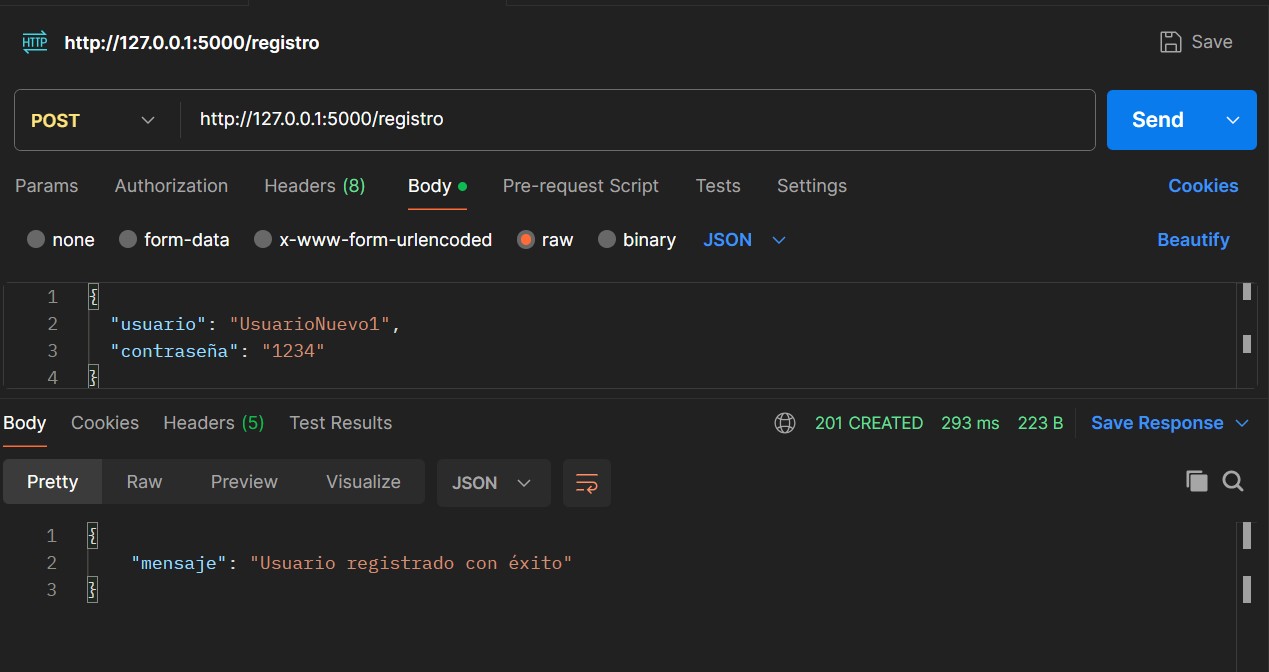 HTTP http://127.0.0.1:5000/registro Save
POST http://127.0.0.1:5000/registro Send
Params Authorization Headers (8) Body Pre-request Script Tests Settings Cookies
none form-data x-www-form-urlencoded raw binary JSON Beautify
1 {
2 "usuario": "UsuarioNuevo1",
3 "contraseña": "1234"
4 }
Body Cookies Headers (5) Test Results 201 CREATED 293 ms 223 B Save Response
Pretty Raw Preview Visualize JSON
1 {
2 "mensaje": "Usuario registrado con éxito"
3 }